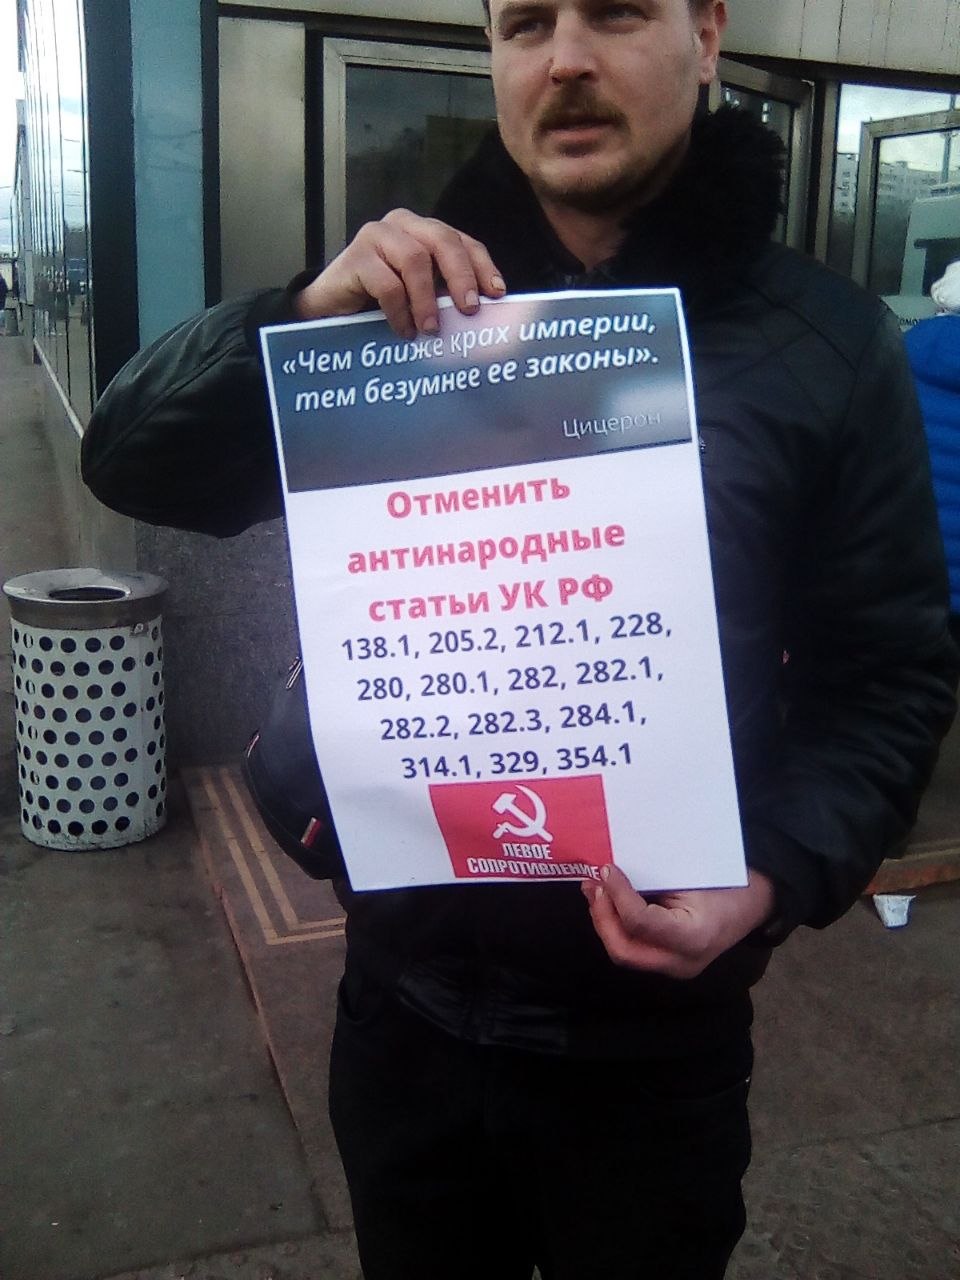 «Чем ближе крах империи,
тем безумнее ее законы».
Цицерон
Отменить
антинародные
статьи УК РФ
138.1, 205.2, 212.1, 228,
280, 280.1, 282, 282.1,
282.2, 282.3, 284.1,
314.1, 329, 354.1
ЛЕВОЕ
СОПРОТИВЛЕНИЕ